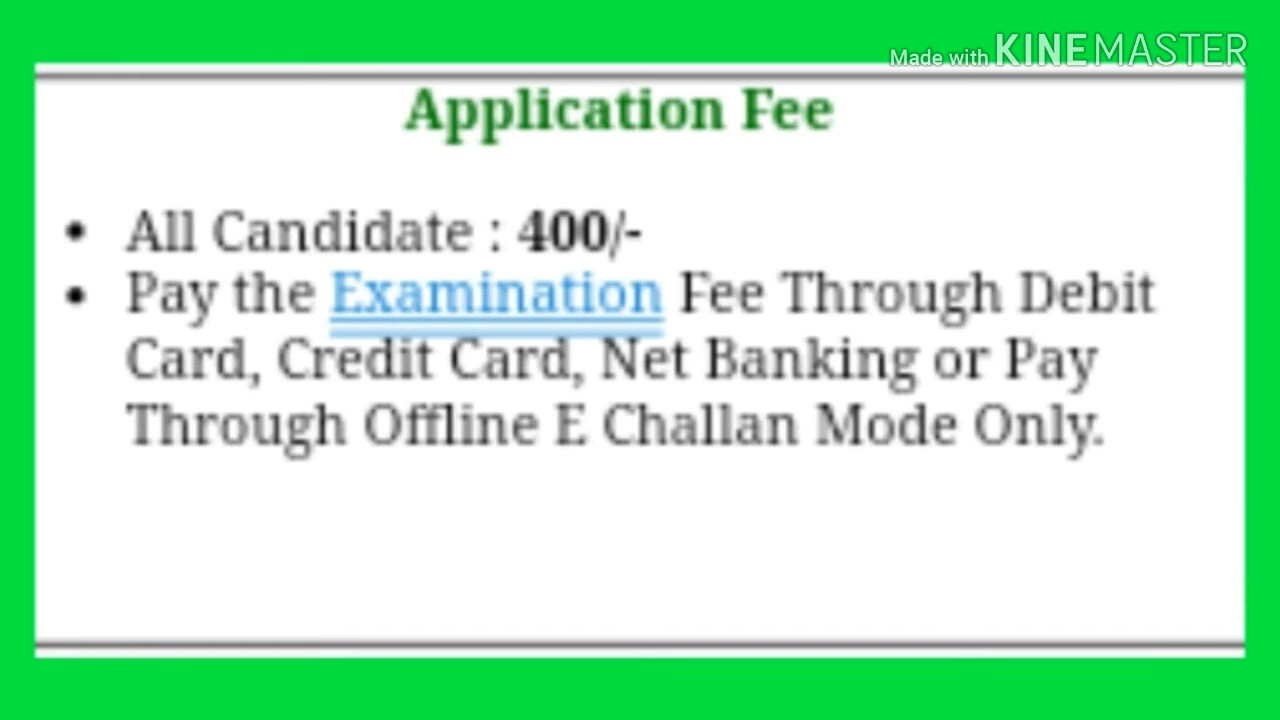 Made with KINEMASTER
Application Fee
• All Candidate : 400/-
• Pay the Examination Fee Through Debit
Card, Credit Card, Net Banking or Pay
Through Offline E Challan Mode Only.